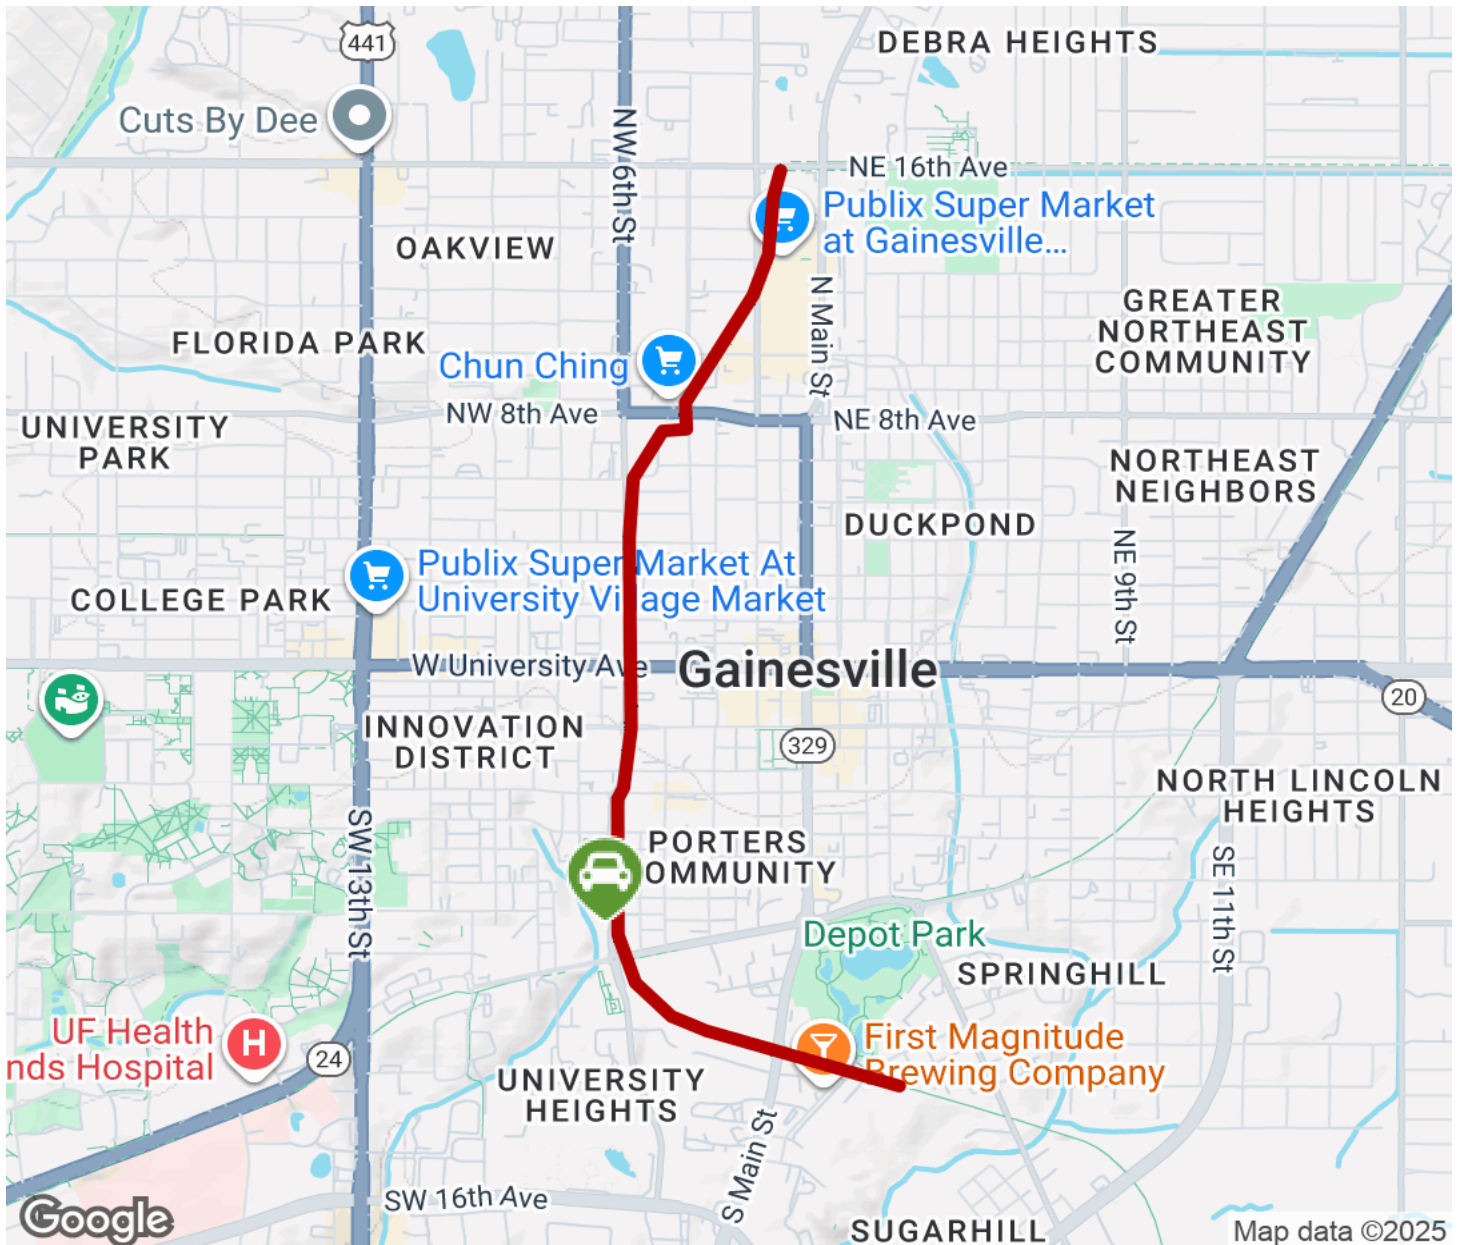 441
DEBRA HEIGHTS
Cuts By Dee
NW 6th St
NE 16th Ave
Publix Super Market
at Gainesville...
OAKVIEW
N Main St
GREATER
NORTHEAST
COMMUNITY
FLORIDA PARK
Chun Ching
NW 8th Ave
NE 8th Ave
UNIVERSITY
PARK
NORTHEAST
NEIGHBORS
DUCKPOND
NE 9th St
Publix Super Market At
University Village Market
COLLEGE PARK
W University Ave
Gainesville
20
INNOVATION
DISTRICT
329
NORTH LINCOLN
HEIGHTS
SW 13th St
PORTERS
OMMUNITY
SE 11th St
Depot Park
SPRINGHILL
UF Health
nds Hospital
H
24
First Magnitude
Brewing Company
UNIVERSITY
HEIGHTS
S Main St
SW 16th Ave
SUGARHILL
Google
Map data ©2025